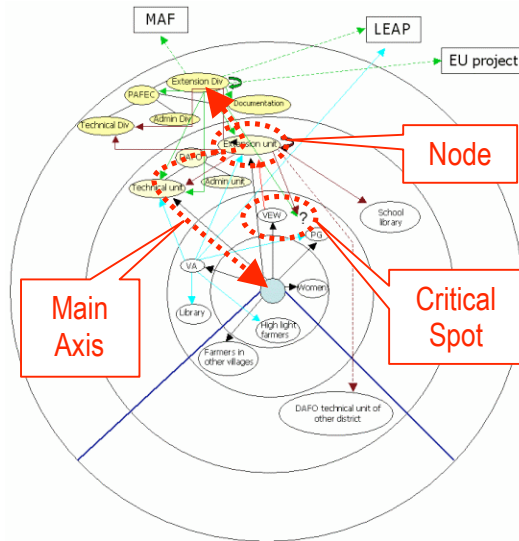 MAF
LEAP
EU project
Extension Div
PAFEC
Documentation
Admin Div
Technical Div
Extension unit
Node
DAFO
Technical unit
Admin unit
School
library
VEW
?
PG
VA
Main
Axis
Critical
Spot
Women
Library
High light
farmers
Farmers in
other villages
DAFO technical unit of
other district